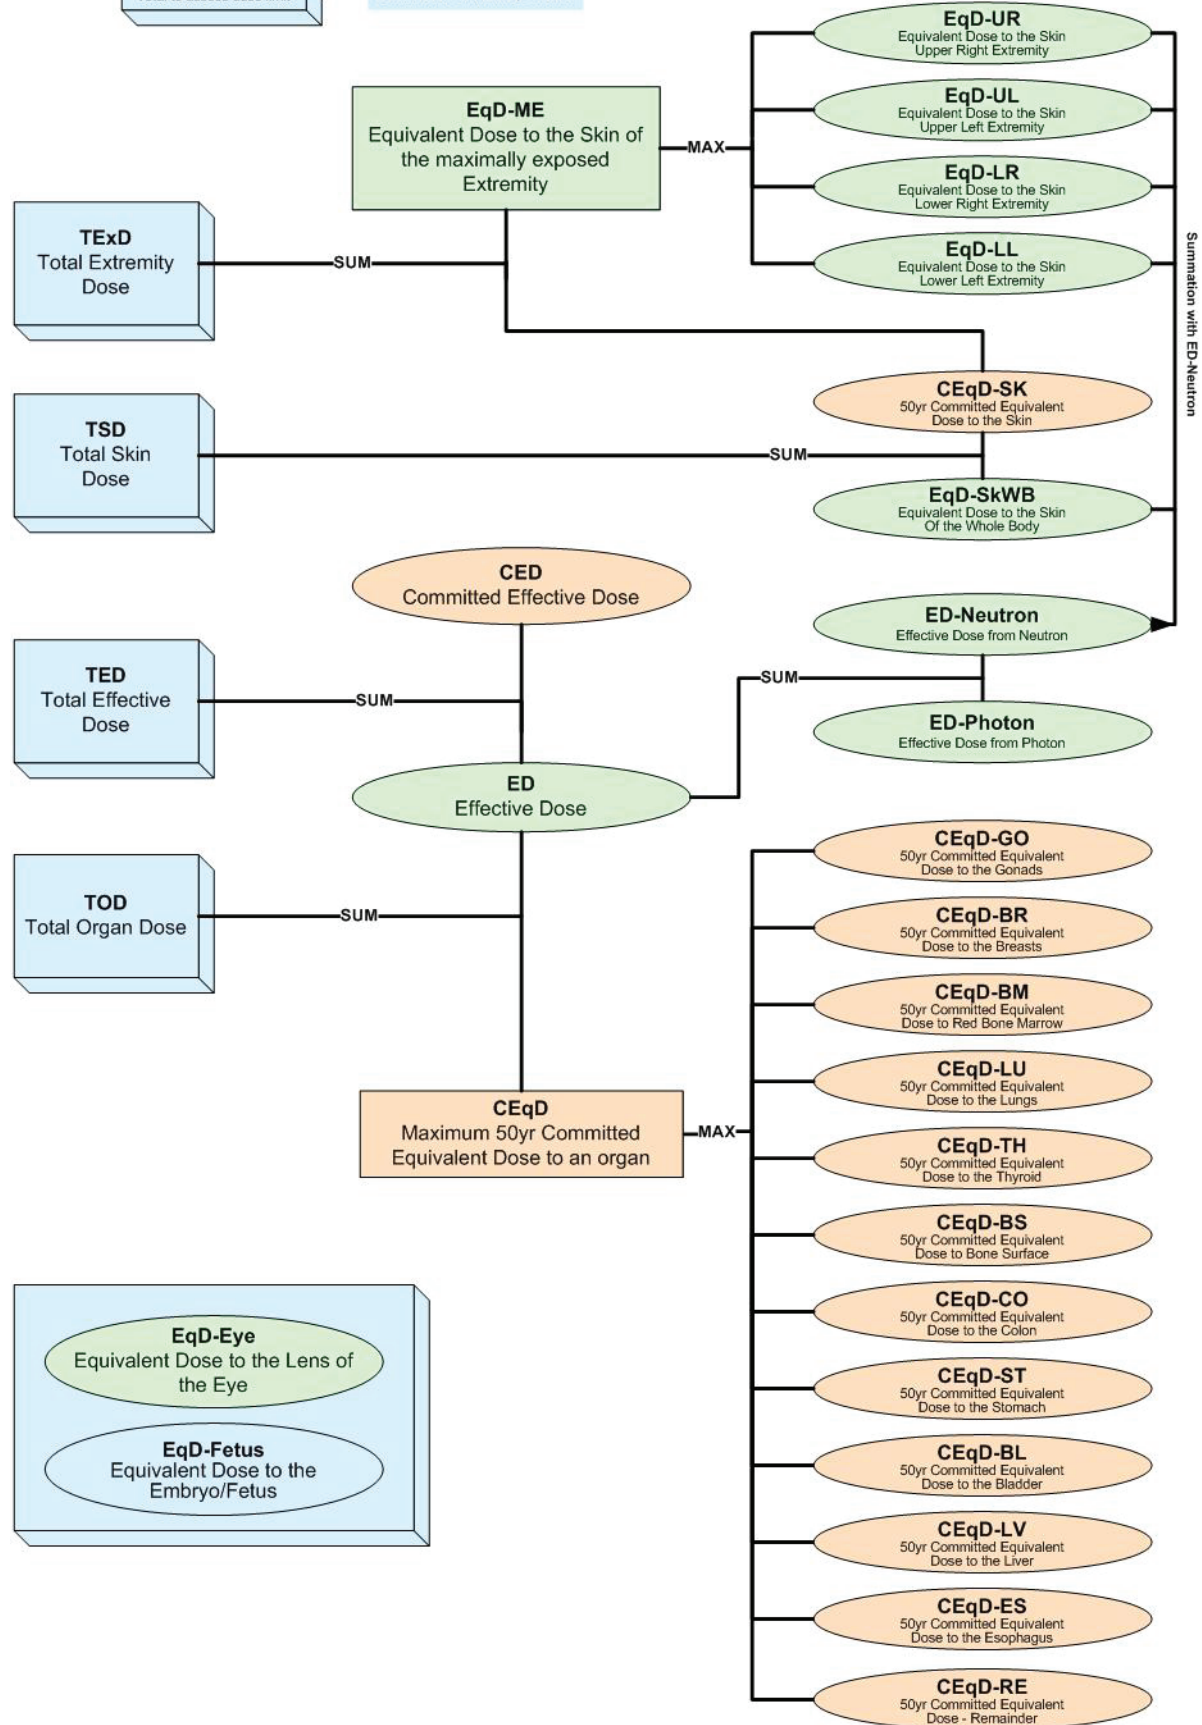 EqD-UR
Equivalent Dose to the Skin
Upper Right Extremity
EqD-ME
Equivalent Dose to the Skin of
the maximally exposed
Extremity
MAX
EqD-UL
Equivalent Dose to the Skin
Upper Left Extremity
EqD-LR
Equivalent Dose to the Skin
Lower Right Extremity
EqD-LL
Equivalent Dose to the Skin
Lower Left Extremity
Summation with ED-Neutron
TExD
Total Extremity
Dose
SUM
CEqD-SK
50yr Committed Equivalent
Dose to the Skin
TSD
Total Skin
Dose
SUM
EqD-SkWB
Equivalent Dose to the Skin
Of the Whole Body
CED
Committed Effective Dose
ED-Neutron
Effective Dose from Neutron
TED
Total Effective
Dose
SUM
SUM
ED-Photon
Effective Dose from Photon
ED
Effective Dose
TOD
Total Organ Dose
SUM
CEqD
Maximum 50yr Committed
Equivalent Dose to an organ
MAX
CEqD-GO
50yr Committed Equivalent
Dose to the Gonads
CEqD-BR
50yr Committed Equivalent
Dose to the Breasts
CEqD-BM
50yr Committed Equivalent
Dose to Red Bone Marrow
CEqD-LU
50yr Committed Equivalent
Dose to the Lungs
CEqD-TH
50yr Committed Equivalent
Dose to the Thyroid
CEqD-BS
50yr Committed Equivalent
Dose to Bone Surface
CEqD-CO
50yr Committed Equivalent
Dose to the Colon
CEqD-ST
50yr Committed Equivalent
Dose to the Stomach
CEqD-BL
50yr Committed Equivalent
Dose to the Bladder
CEqD-LV
50yr Committed Equivalent
Dose to the Liver
CEqD-ES
50yr Committed Equivalent
Dose to the Esophagus
CEqD-RE
50yr Committed Equivalent
Dose - Remainder
EqD-Eye
Equivalent Dose to the Lens of
the Eye
EqD-Fetus
Equivalent Dose to the
Embryo/Fetus